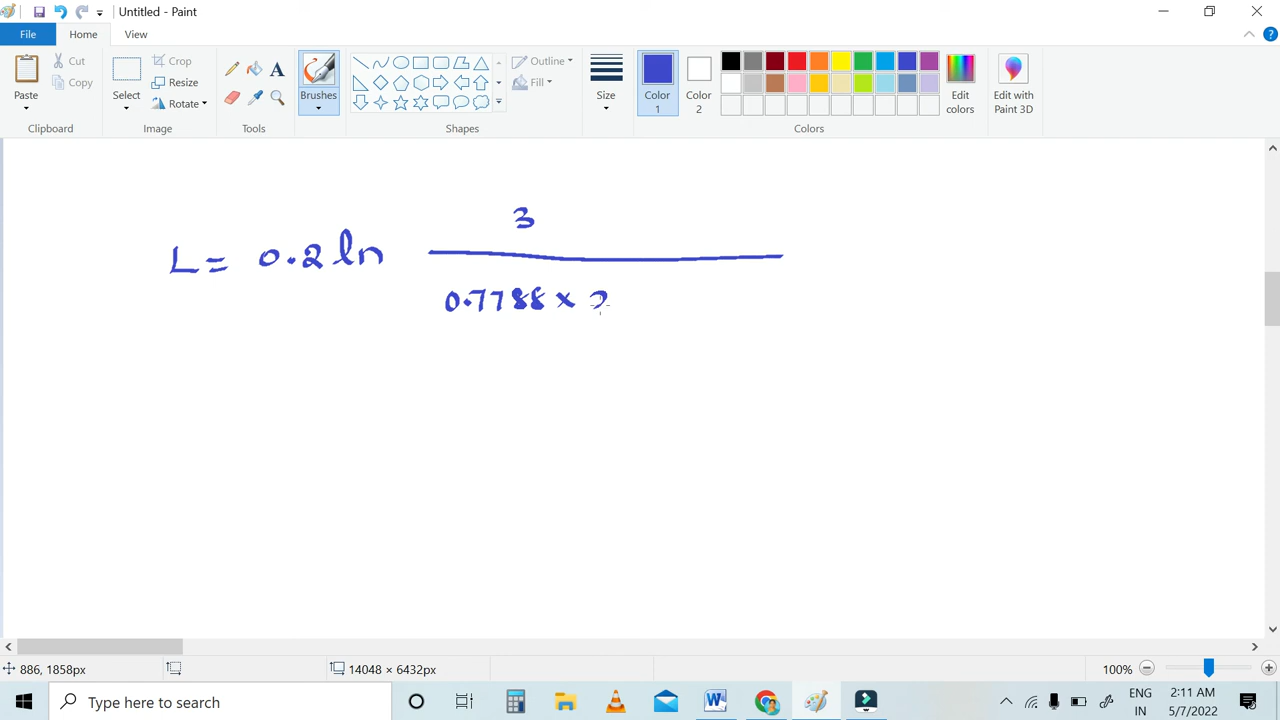 Untitled - Paint
File Home View
Paste
Cut
Copy
Clipboard
Select
Crop
Resize
Rotate
Image
A
Tools
Brushes
Outline
Fill
Shapes
Size
Color 1
Color 2
Edit colors
Colors
Edit with Paint 3D
3
L = 0.2 ln
0.7788 × 2
886, 1858px
14048 × 6432px
100%
Type here to search
ENG
IN
2:11 AM
5/7/2022